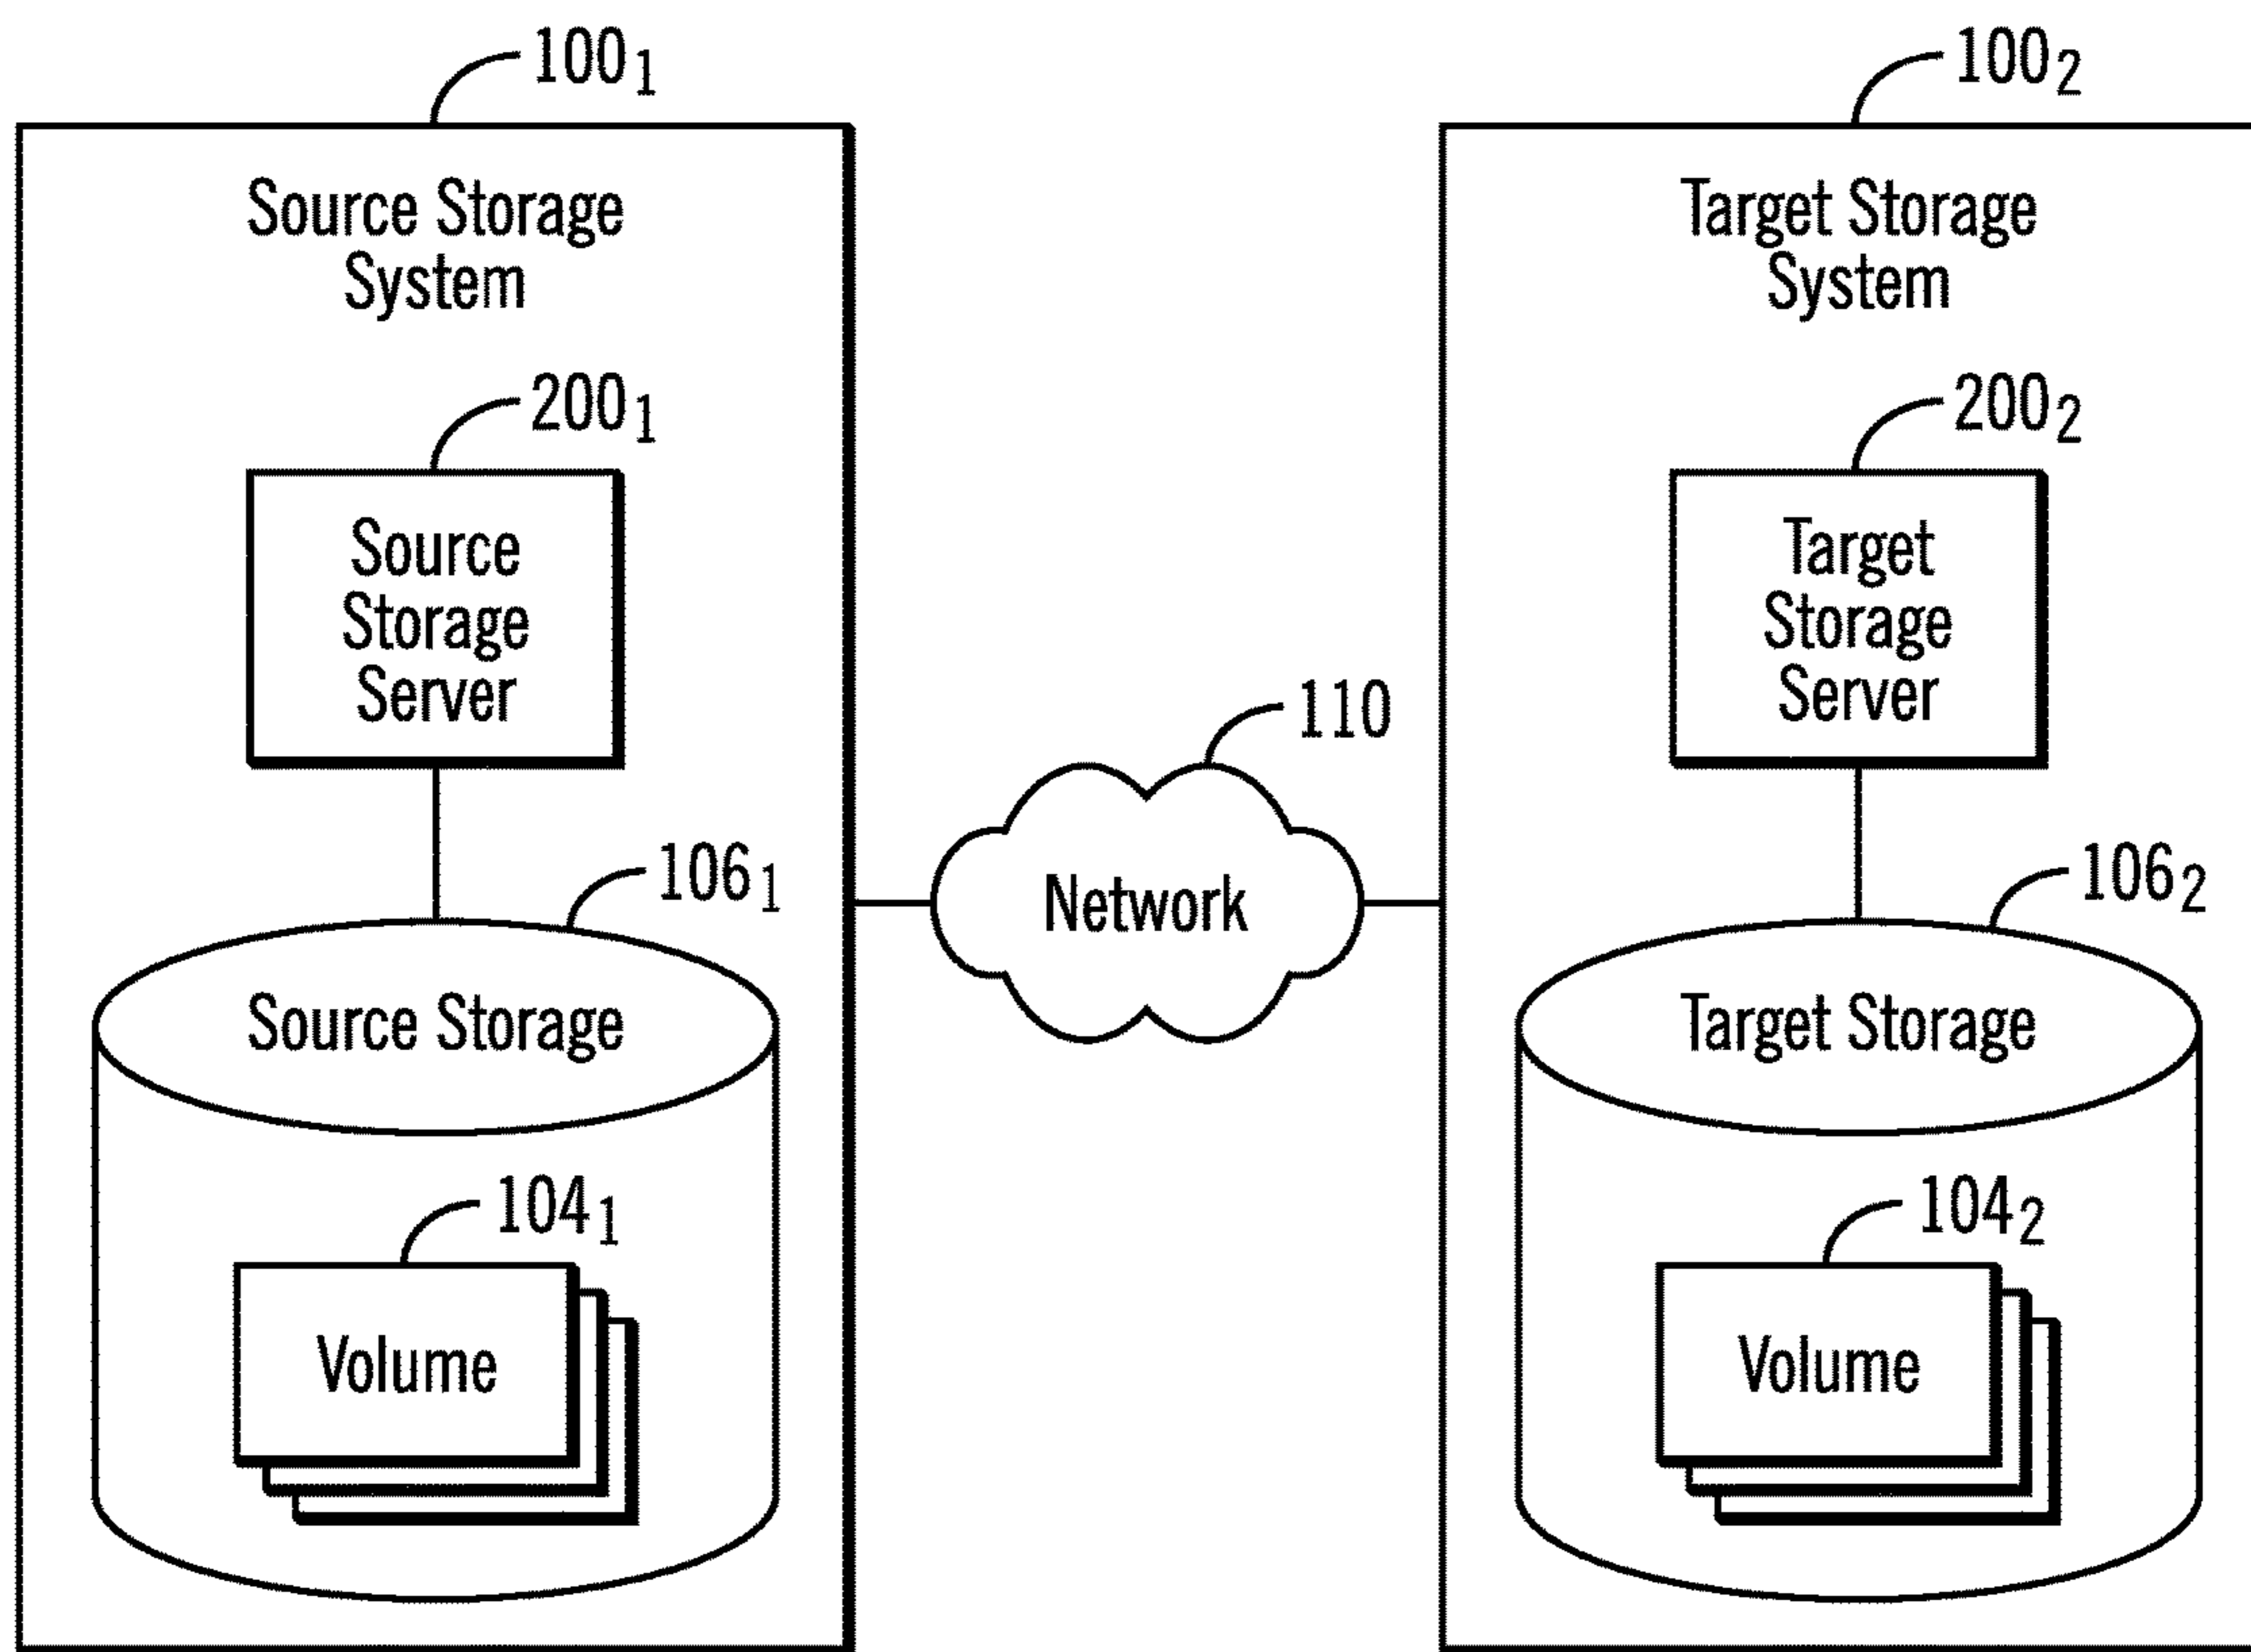 100₁
Source Storage
System
200₁
Source
Storage
Server
106₁
Source Storage
104₁
Volume
110
Network
100₂
Target Storage
System
200₂
Target
Storage
Server
106₂
Target Storage
104₂
Volume